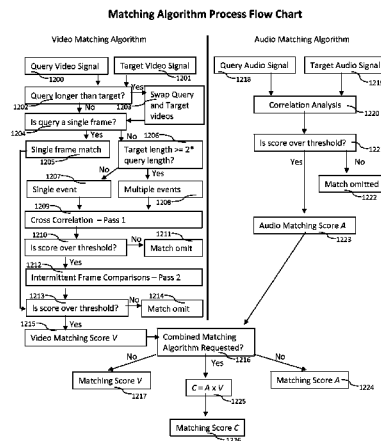 Matching Algorithm Process Flow Chart
Video Matching Algorithm
Audio Matching Algorithm
Query Video Signal
1200
Target Video Signal
1201
Query Audio Signal
1218
Target Audio Signal
1219
Query longer than target?
1202
Yes
1203
Swap Query
and Target
videos
No
Correlation Analysis
1220
Is query a single frame?
1204
Yes
No
1206
Is score over threshold?
122
Single frame match
1205
Target length >= 2*
query length?
Yes
No
Match omitted
1222
No
Yes
1207
Single event
Multiple events
1208
1209
Cross Correlation – Pass 1
Audio Matching Score A
1223
1210
Is score over threshold?
No
1211
Match omit
Yes
1212
Intermittent Frame Comparisons – Pass 2
1213
Is score over threshold?
No
1214
Match omit
Yes
1215
Video Matching Score V
Combined Matching
Algorithm Requested?
1216
No
Yes
No
Matching Score V
1217
C = A x V
1225
Matching Score A
1224
Matching Score C
1226